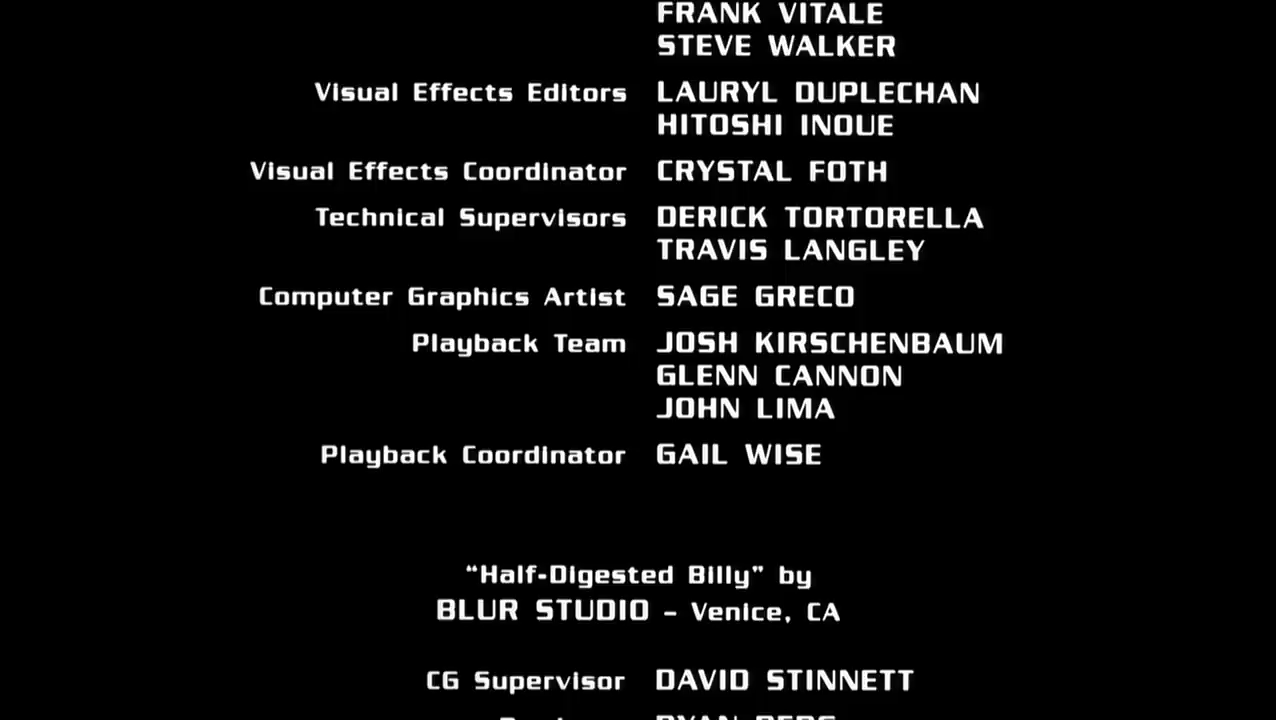 FRANK VITALE
STEVE WALKER
Visual Effects Editors LAURYL DUPLECHAN
HITOSHI INOUE
Visual Effects Coordinator CRYSTAL FOTH
Technical Supervisors DERICK TORTORELLA
TRAVIS LANGLEY
Computer Graphics Artist SAGE GRECO
Playback Team JOSH KIRSCHENBAUM
GLENN CANNON
JOHN LIMA
Playback Coordinator GAIL WISE
“Half-Digested Billy” by
BLUR STUDIO – Venice, CA
CG Supervisor DAVID STINNETT